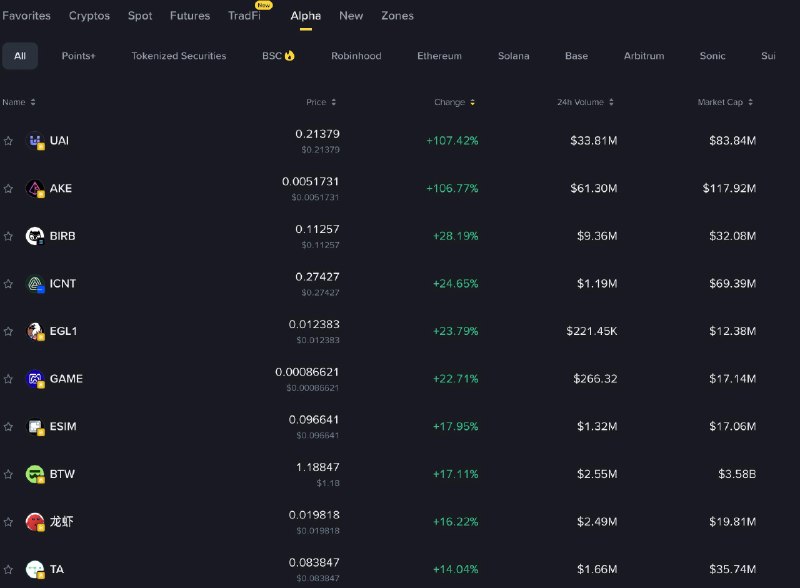 Favorites Cryptos Spot Futures TradFi New Alpha New Zones
All Points+ Tokenized Securities BSC🔥 Robinhood Ethereum Solana Base Arbitrum Sonic Sui
Name Price Change 24h Volume Market Cap
UAI 0.21379 +107.42% $33.81M $83.84M
$0.21379
AKE 0.0051731 +106.77% $61.30M $117.92M
$0.0051731
BIRB 0.11257 +28.19% $9.36M $32.08M
$0.11257
ICNT 0.27427 +24.65% $1.19M $69.39M
$0.27427
EGL1 0.012383 +23.79% $221.45K $12.38M
$0.012383
GAME 0.00086621 +22.71% $266.32 $17.14M
$0.00086621
ESIM 0.096641 +17.95% $1.32M $17.06M
$0.096641
BTW 1.18847 +17.11% $2.55M $3.58B
$1.18
龙虾 0.019818 +16.22% $2.49M $19.81M
$0.019818
TA 0.083847 +14.04% $1.66M $35.74M
$0.083847